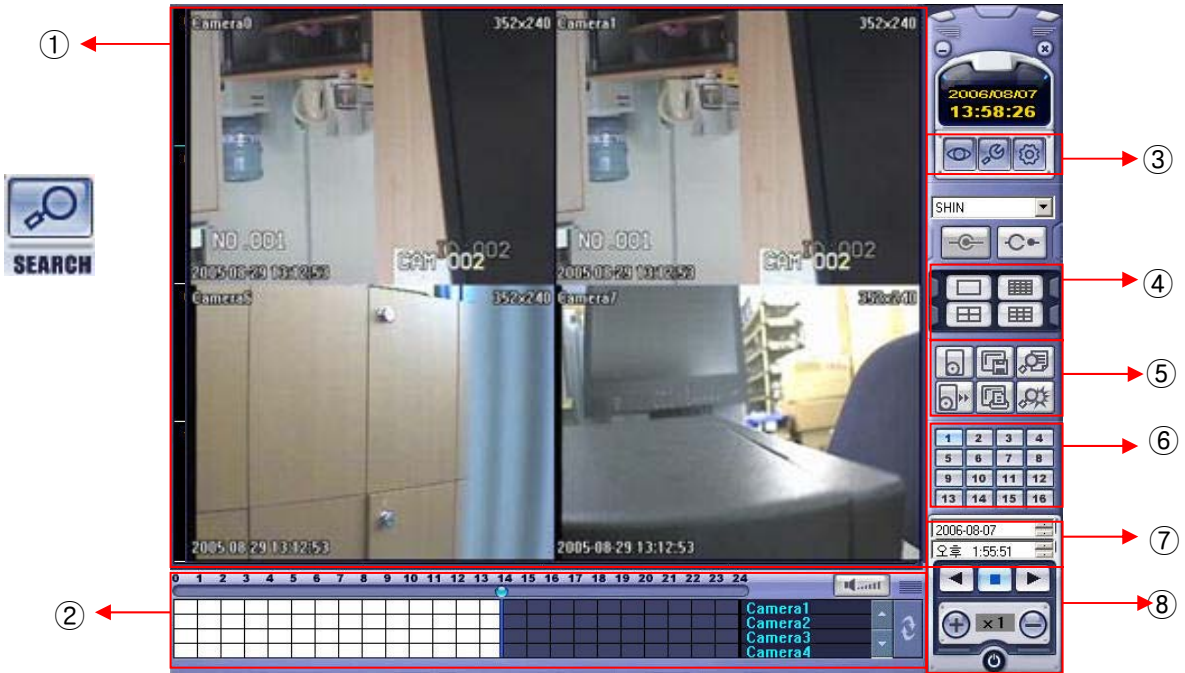 ①
Camera0 352x240
Camera1 352x240
NO.001
CAM 002
2005-08-29 13:12:53
NO.001
CAM 002
2005-08-29 13:12:53
352x240
Camera7 352x240
2005-08-29 13:12:53
2005-08-29 13:12:53
SEARCH
2006/08/07
13:58:26
③
SHIN
④
⑤
1 2 3 4
5 6 7 8
9 10 11 12
13 14 15 16
⑥
2006-08-07
오후 1:55:51
⑦
0 1 2 3 4 5 6 7 8 9 10 11 12 13 14 15 16 17 18 19 20 21 22 23 24
②
Camera1
Camera2
Camera3
Camera4
x1
⑧